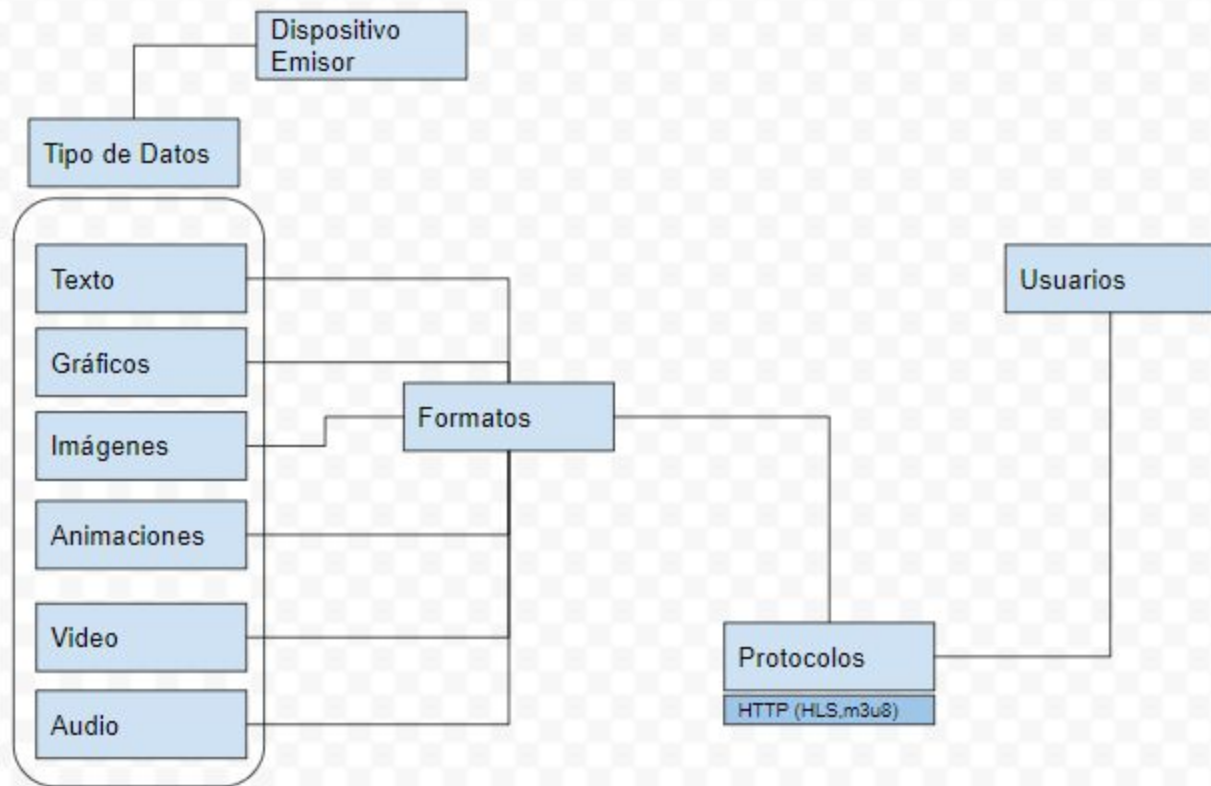 Dispositivo
Emisor
Tipo de Datos
Texto
Gráficos
Imágenes
Animaciones
Video
Audio
Formatos
Protocolos
HTTP (HLS,m3u8)
Usuarios